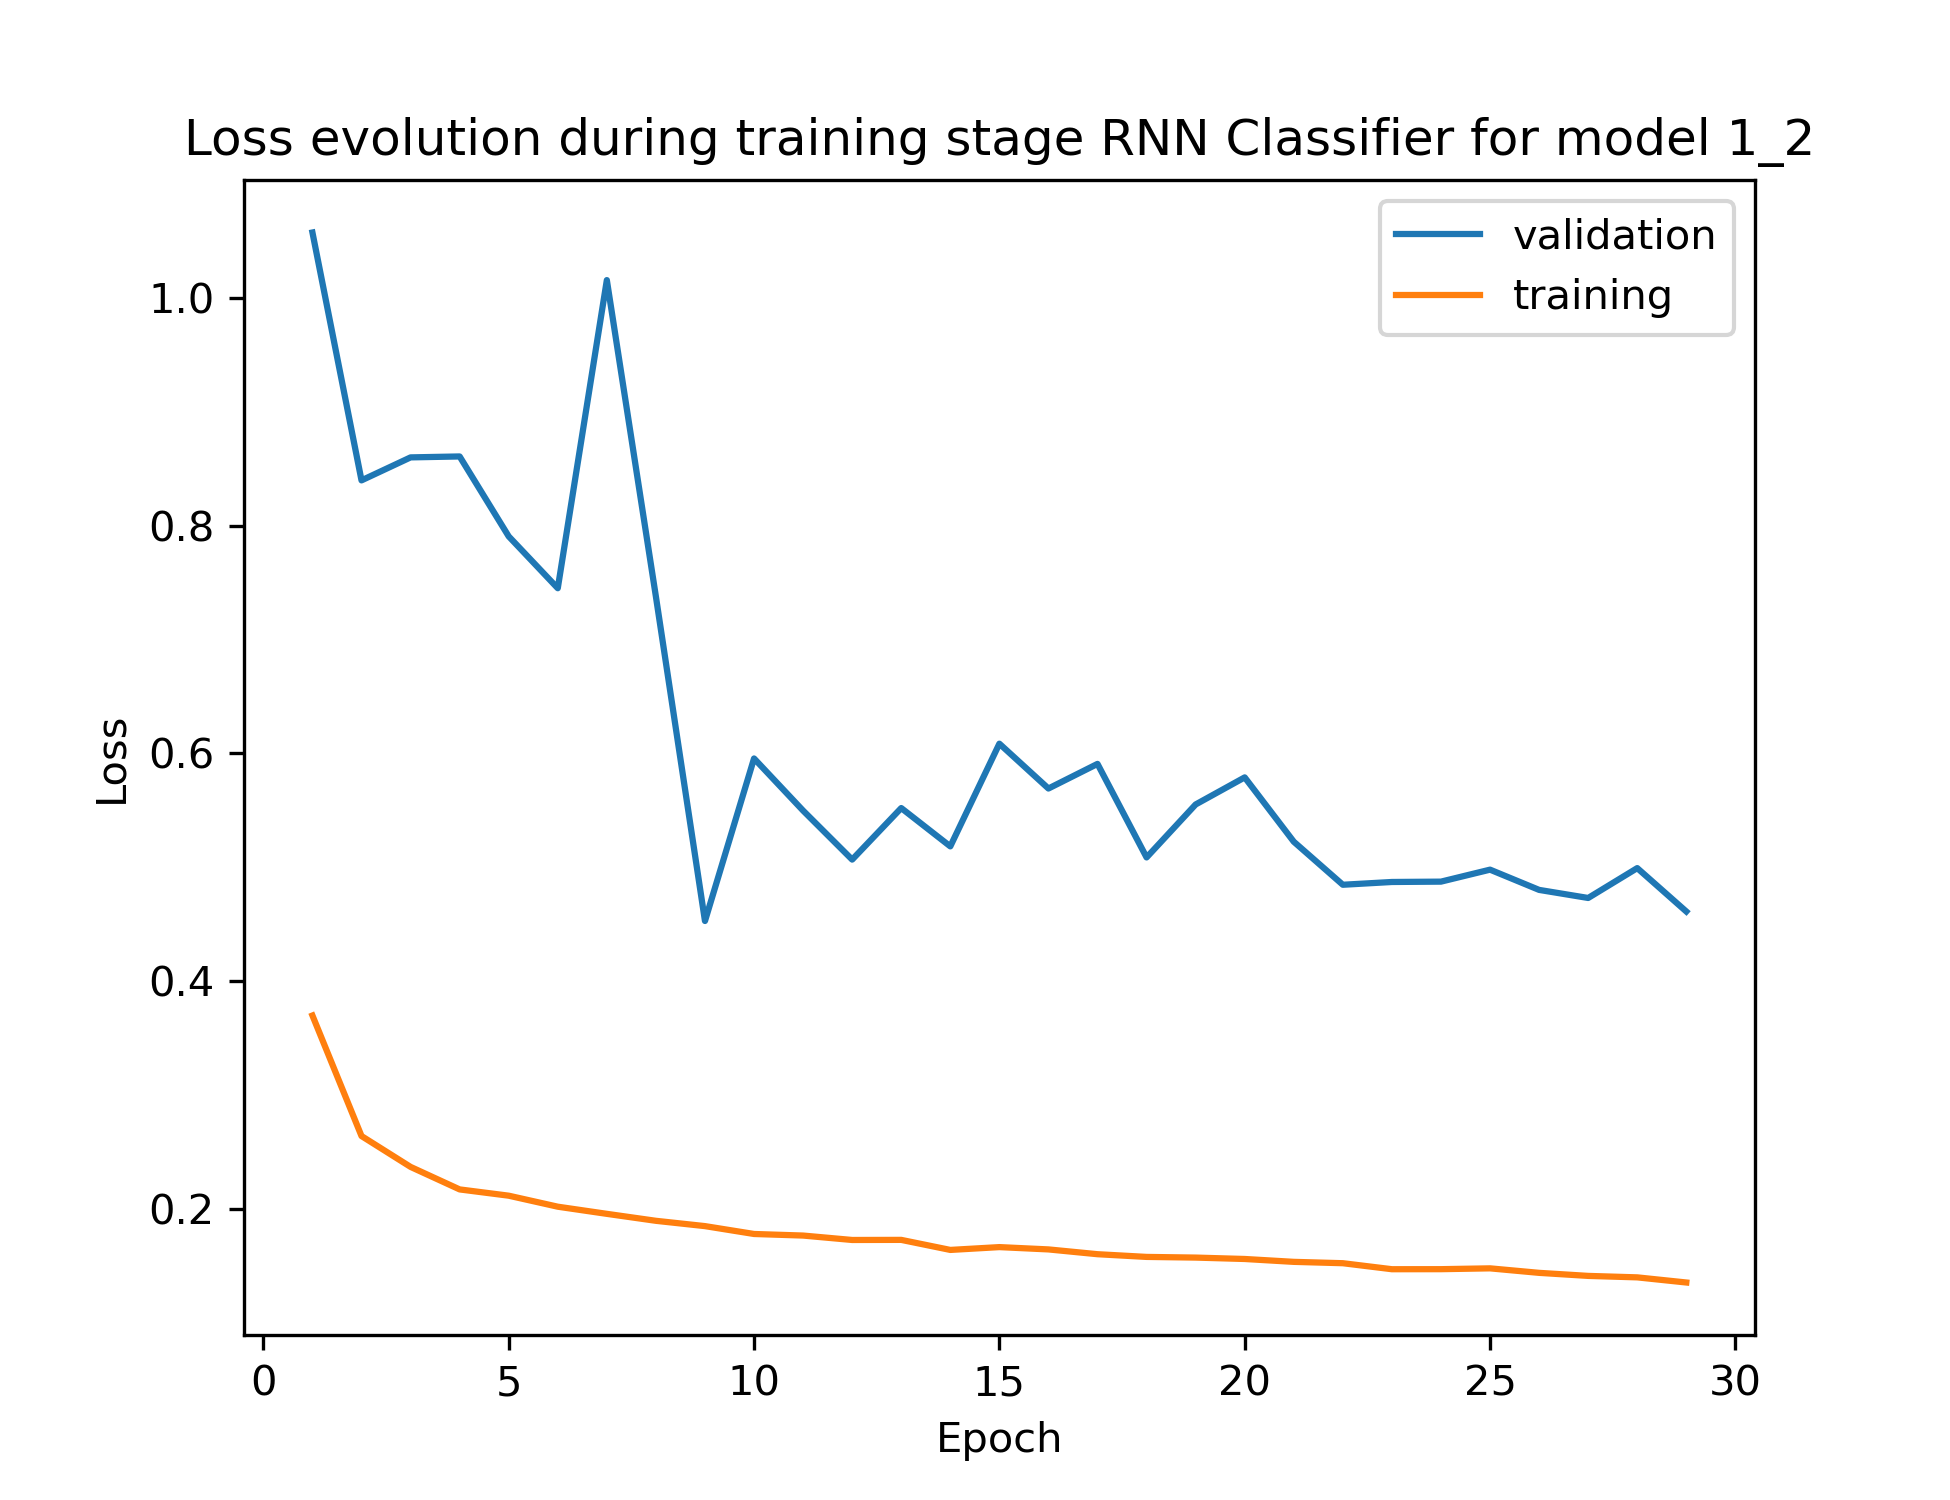 Loss evolution during training stage RNN Classifier for model 1_2
validation
training
1.0
0.8
0.6
0.4
0.2
Loss
0 5 10 15 20 25 30
Epoch